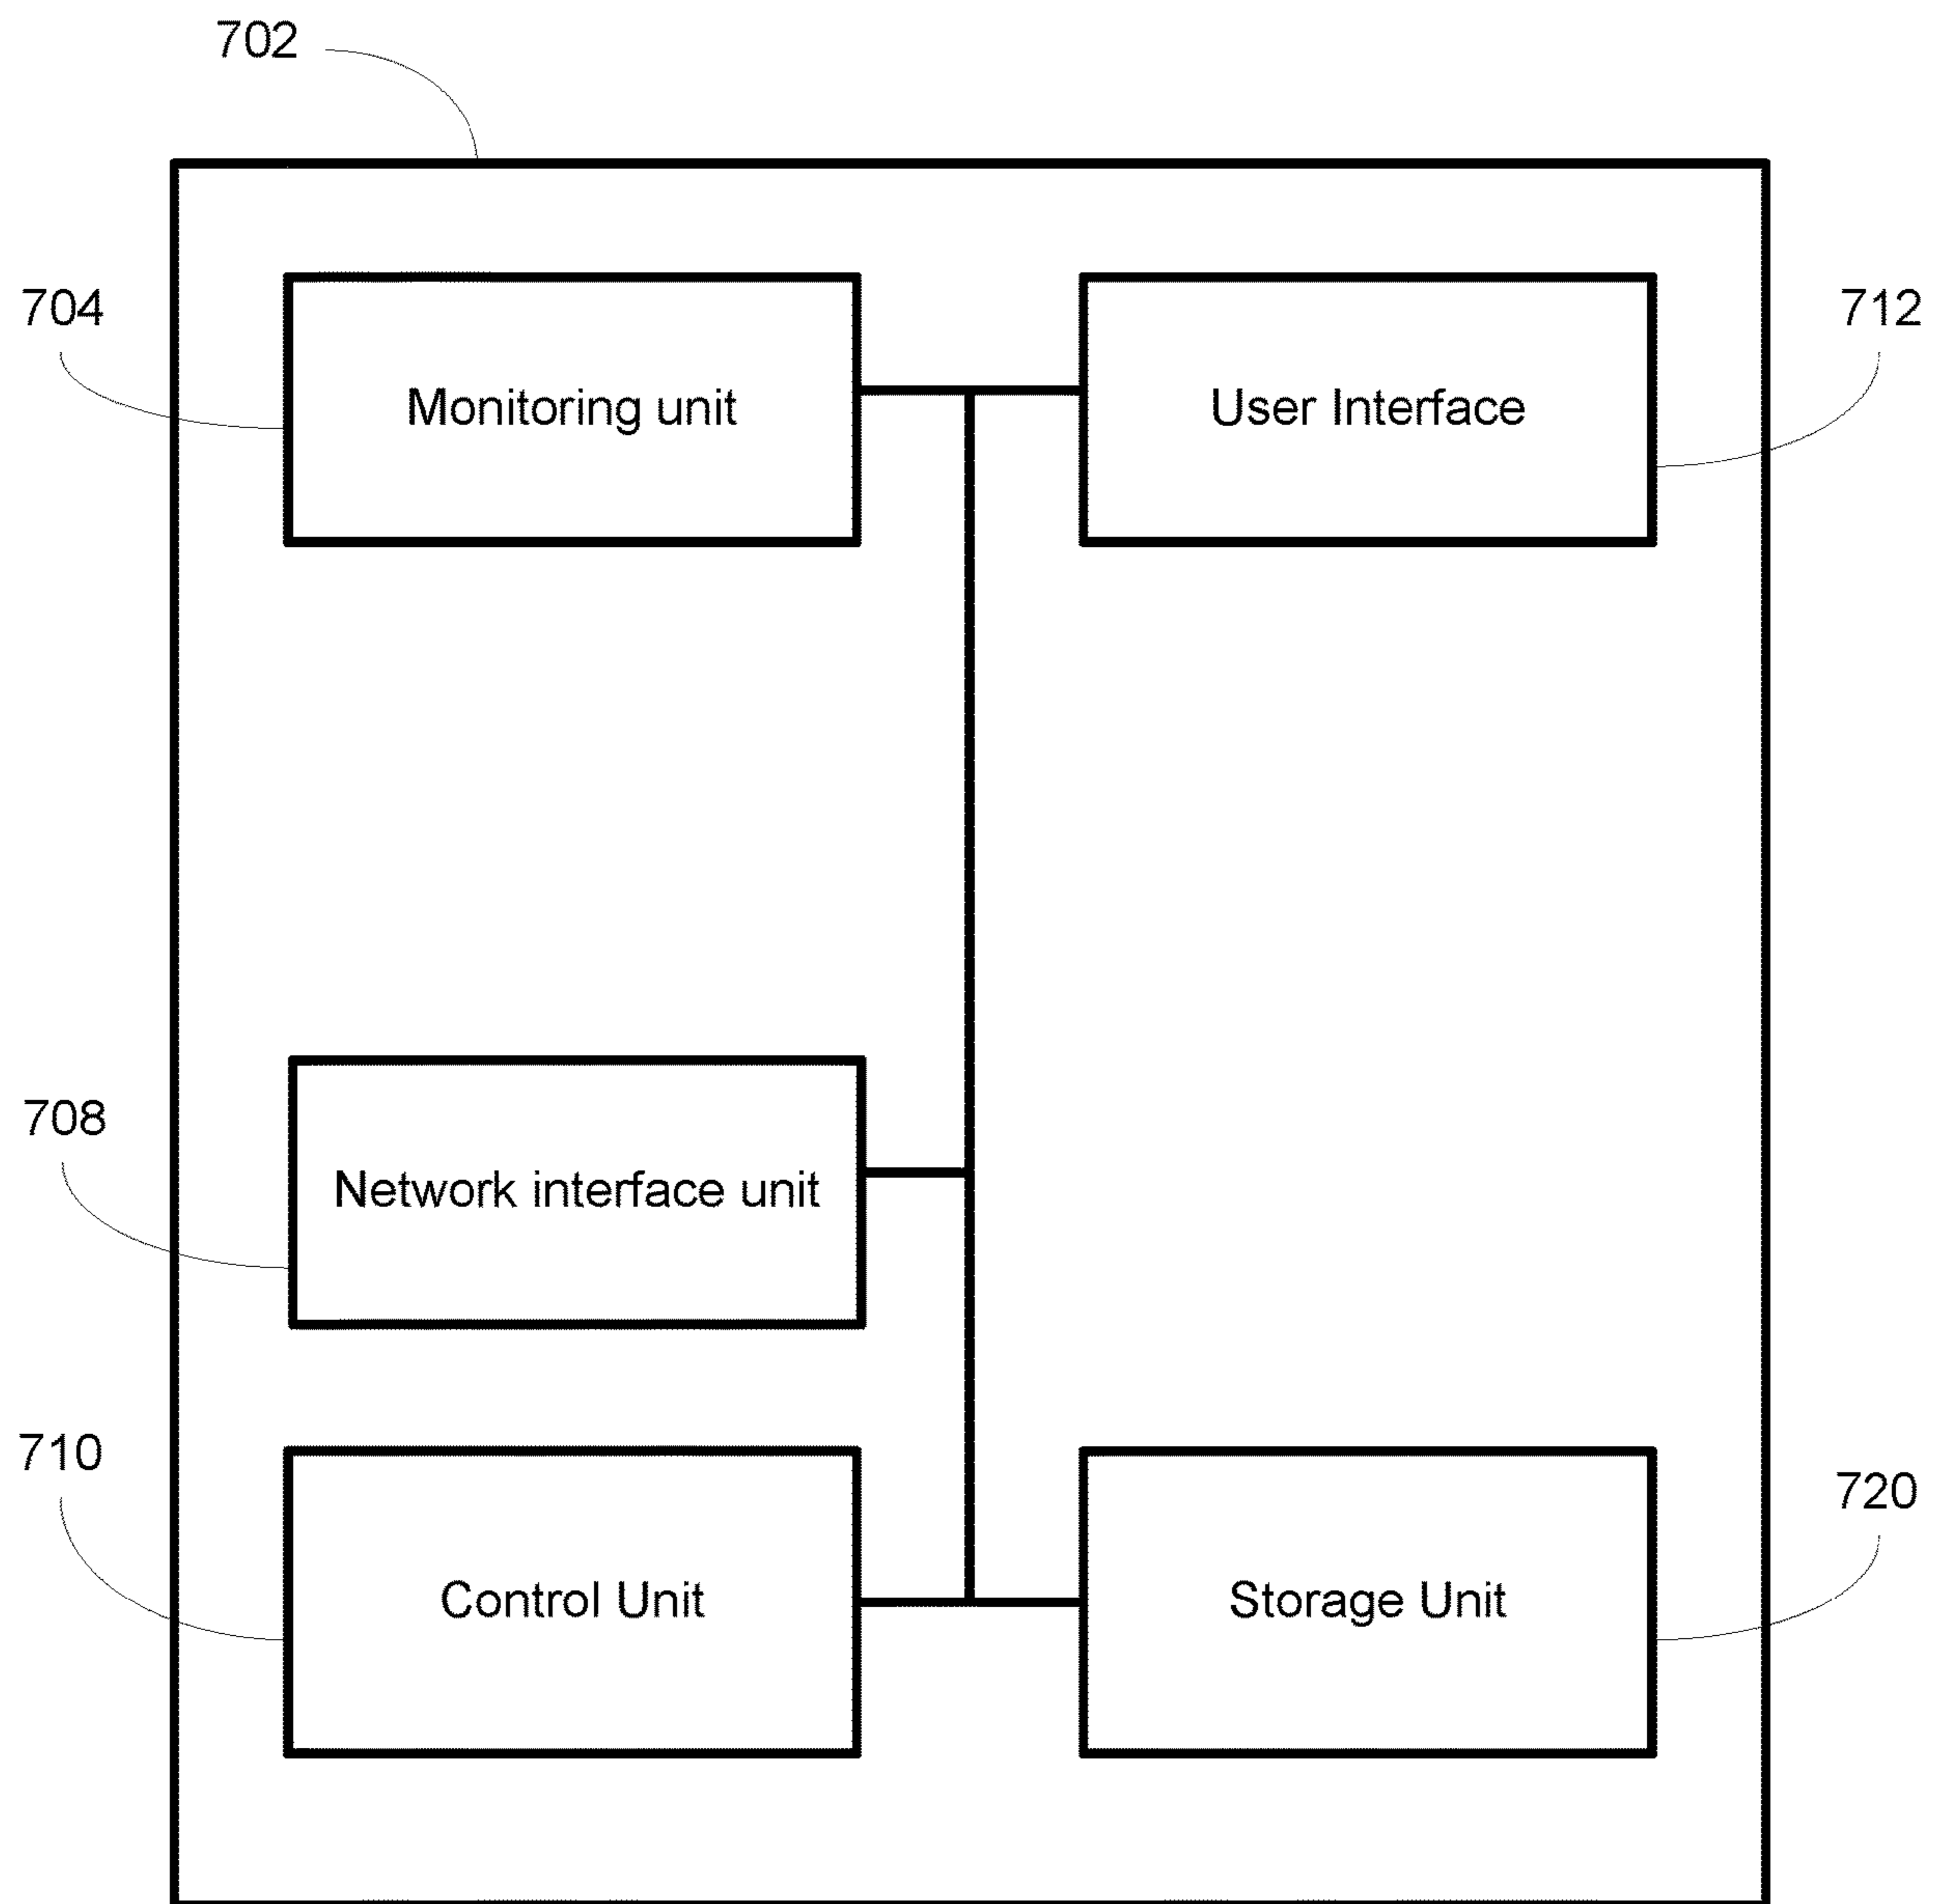 702
704
Monitoring unit
User Interface
712
708
Network interface unit
710
Control Unit
Storage Unit
720